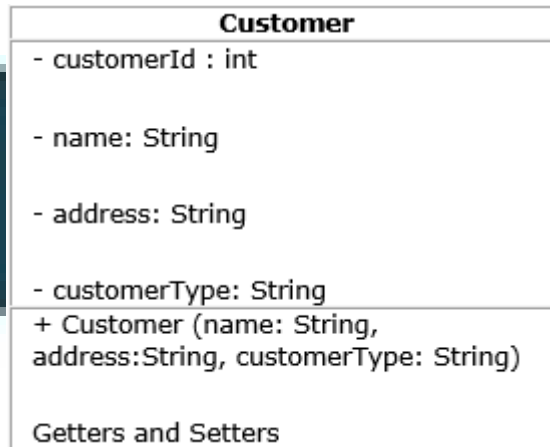 Customer
- customerId : int
- name: String
- address: String
- customerType: String
+ Customer (name: String,
address:String, customerType: String)
Getters and Setters